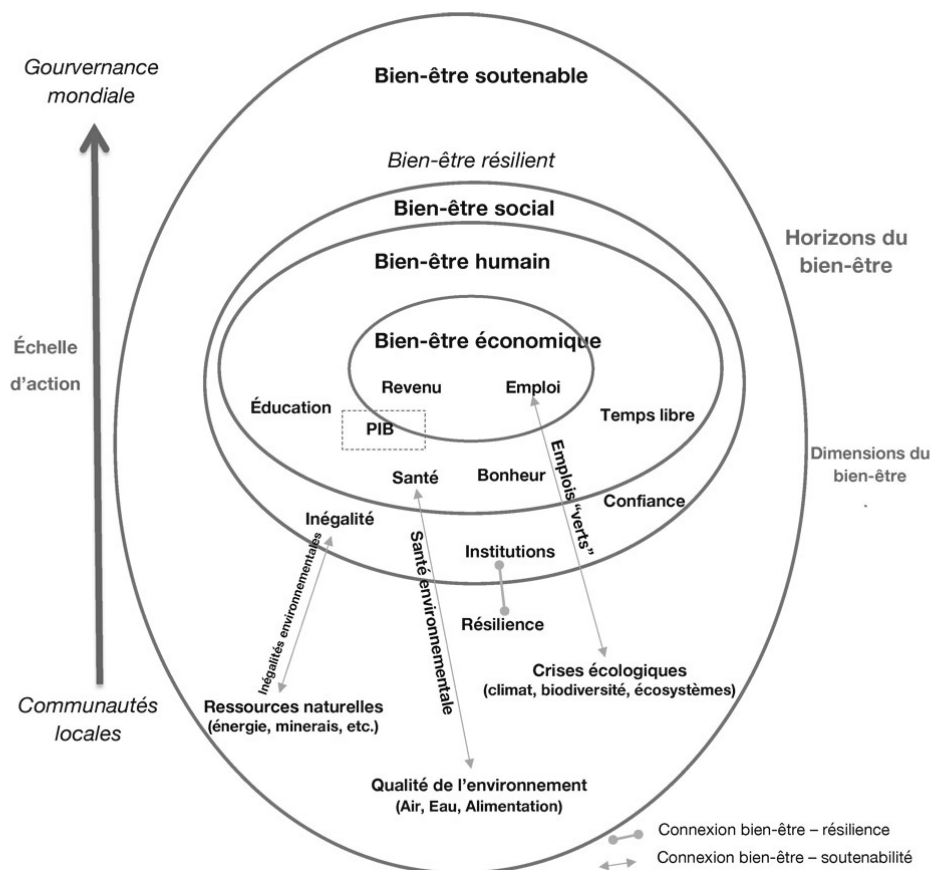 Gourvernance
mondiale
Bien-être soutenable
Bien-être résilient
Bien-être social
Horizons du
bien-être
Bien-être humain
Échelle
d'action
Bien-être économique
Revenu
Emploi
Éducation
Temps libre
PIB
Dimensions du
bien-être
Santé
Bonheur
Emplois "verts"
Confiance
Inégalité
Institutions
Inégalités environnementales
Santé environnementale
Résilience
Crises écologiques
(climat, biodiversité, écosystèmes)
Communautés
locales
Ressources naturelles
(énergie, minerais, etc.)
Qualité de l'environnement
(Air, Eau, Alimentation)
Connexion bien-être – résilience
Connexion bien-être – soutenabilité